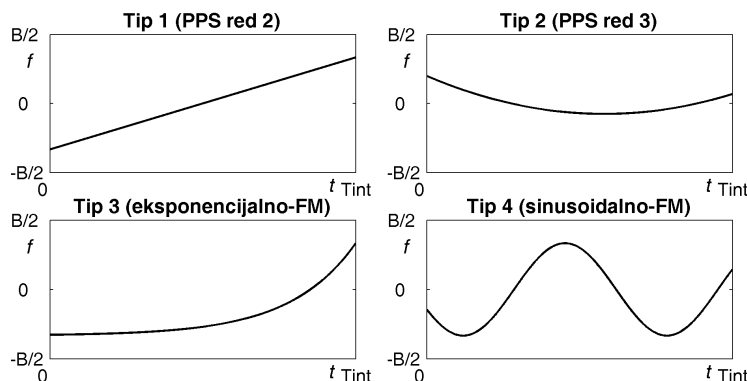 Tip 1 (PPS red 2)
B/2
f
0
-B/2
0
t
Tint
Tip 2 (PPS red 3)
B/2
f
0
-B/2
0
t
Tint
Tip 3 (eksponencijalno-FM)
B/2
f
0
-B/2
0
t
Tint
Tip 4 (sinusoidalno-FM)
B/2
f
0
-B/2
0
t
Tint